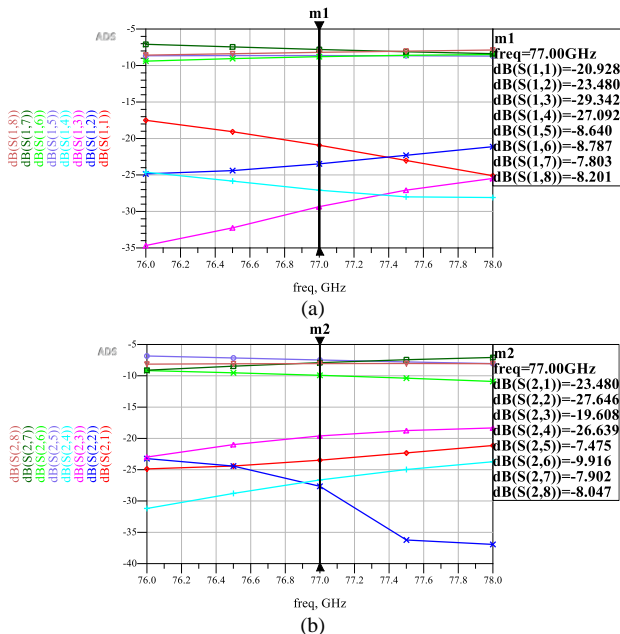 m1
ADS
-5
-10
-15
-20
-25
-30
-35
76.0 76.2 76.4 76.6 76.8 77.0 77.2 77.4 77.6 77.8 78.0
freq, GHz
dB(S(1,8))
dB(S(1,7))
dB(S(1,6))
dB(S(1,5))
dB(S(1,4))
dB(S(1,3))
dB(S(1,2))
dB(S(1,1))
m1
freq=77.00GHz
dB(S(1,1))=-20.928
dB(S(1,2))=-23.480
dB(S(1,3))=-29.342
dB(S(1,4))=-27.092
dB(S(1,5))=-8.640
dB(S(1,6))=-8.787
dB(S(1,7))=-7.803
dB(S(1,8))=-8.201
(a)
m2
ADS
-5
-10
-15
-20
-25
-30
-35
-40
76.0 76.2 76.4 76.6 76.8 77.0 77.2 77.4 77.6 77.8 78.0
freq, GHz
dB(S(2,8))
dB(S(2,7))
dB(S(2,6))
dB(S(2,5))
dB(S(2,4))
dB(S(2,3))
dB(S(2,2))
dB(S(2,1))
m2
freq=77.00GHz
dB(S(2,1))=-23.480
dB(S(2,2))=-27.646
dB(S(2,3))=-19.608
dB(S(2,4))=-26.639
dB(S(2,5))=-7.475
dB(S(2,6))=-9.916
dB(S(2,7))=-7.902
dB(S(2,8))=-8.047
(b)